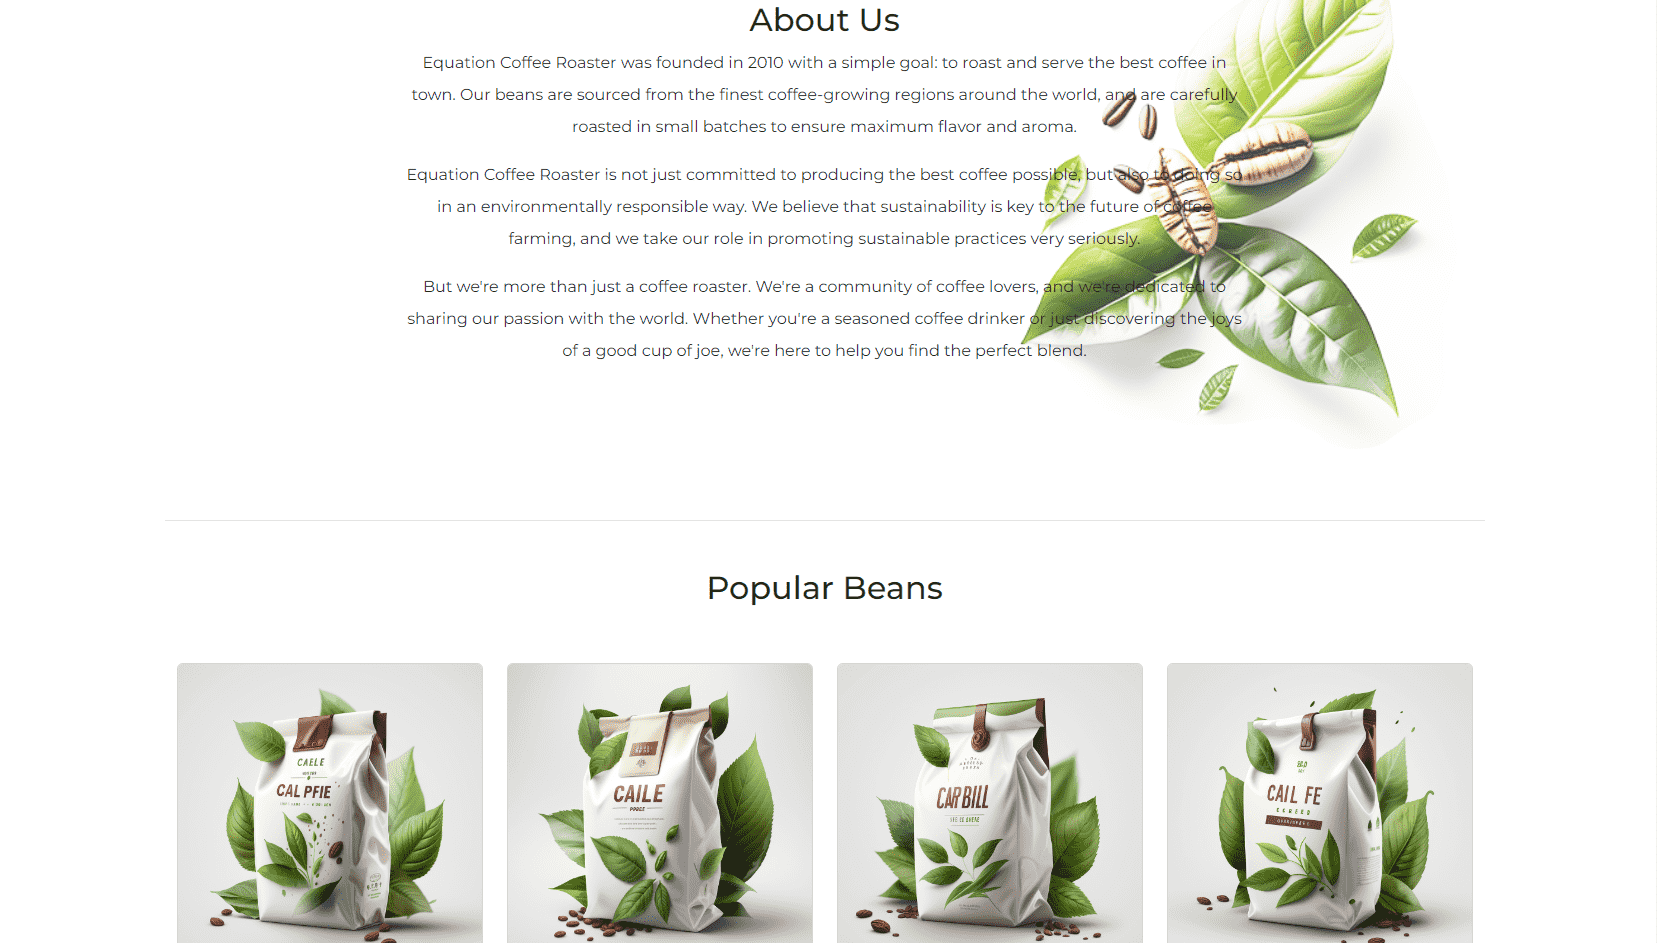 About Us
Equation Coffee Roaster was founded in 2010 with a simple goal: to roast and serve the best coffee in
town. Our beans are sourced from the finest coffee-growing regions around the world, and are carefully
roasted in small batches to ensure maximum flavor and aroma.
Equation Coffee Roaster is not just committed to producing the best coffee possible, but also to doing so
in an environmentally responsible way. We believe that sustainability is key to the future of coffee
farming, and we take our role in promoting sustainable practices very seriously.
But we're more than just a coffee roaster. We're a community of coffee lovers, and we're dedicated to
sharing our passion with the world. Whether you're a seasoned coffee drinker or just discovering the joys
of a good cup of joe, we're here to help you find the perfect blend.
Popular Beans
CAELE
CAL PFIE
CAILE
CARBILL
CAIL FE